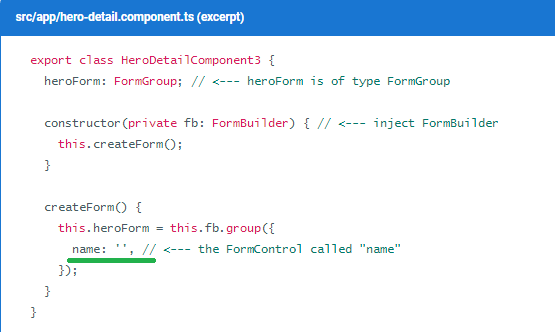 src/app/hero-detail.component.ts (excerpt)
export class HeroDetailComponent3 {
heroForm: FormGroup; // <--- heroForm is of type FormGroup
constructor(private fb: FormBuilder) { // <--- inject FormBuilder
this.createForm();
}
createForm() {
this.heroForm = this.fb.group({
name: '', // <--- the FormControl called "name"
});
}
}